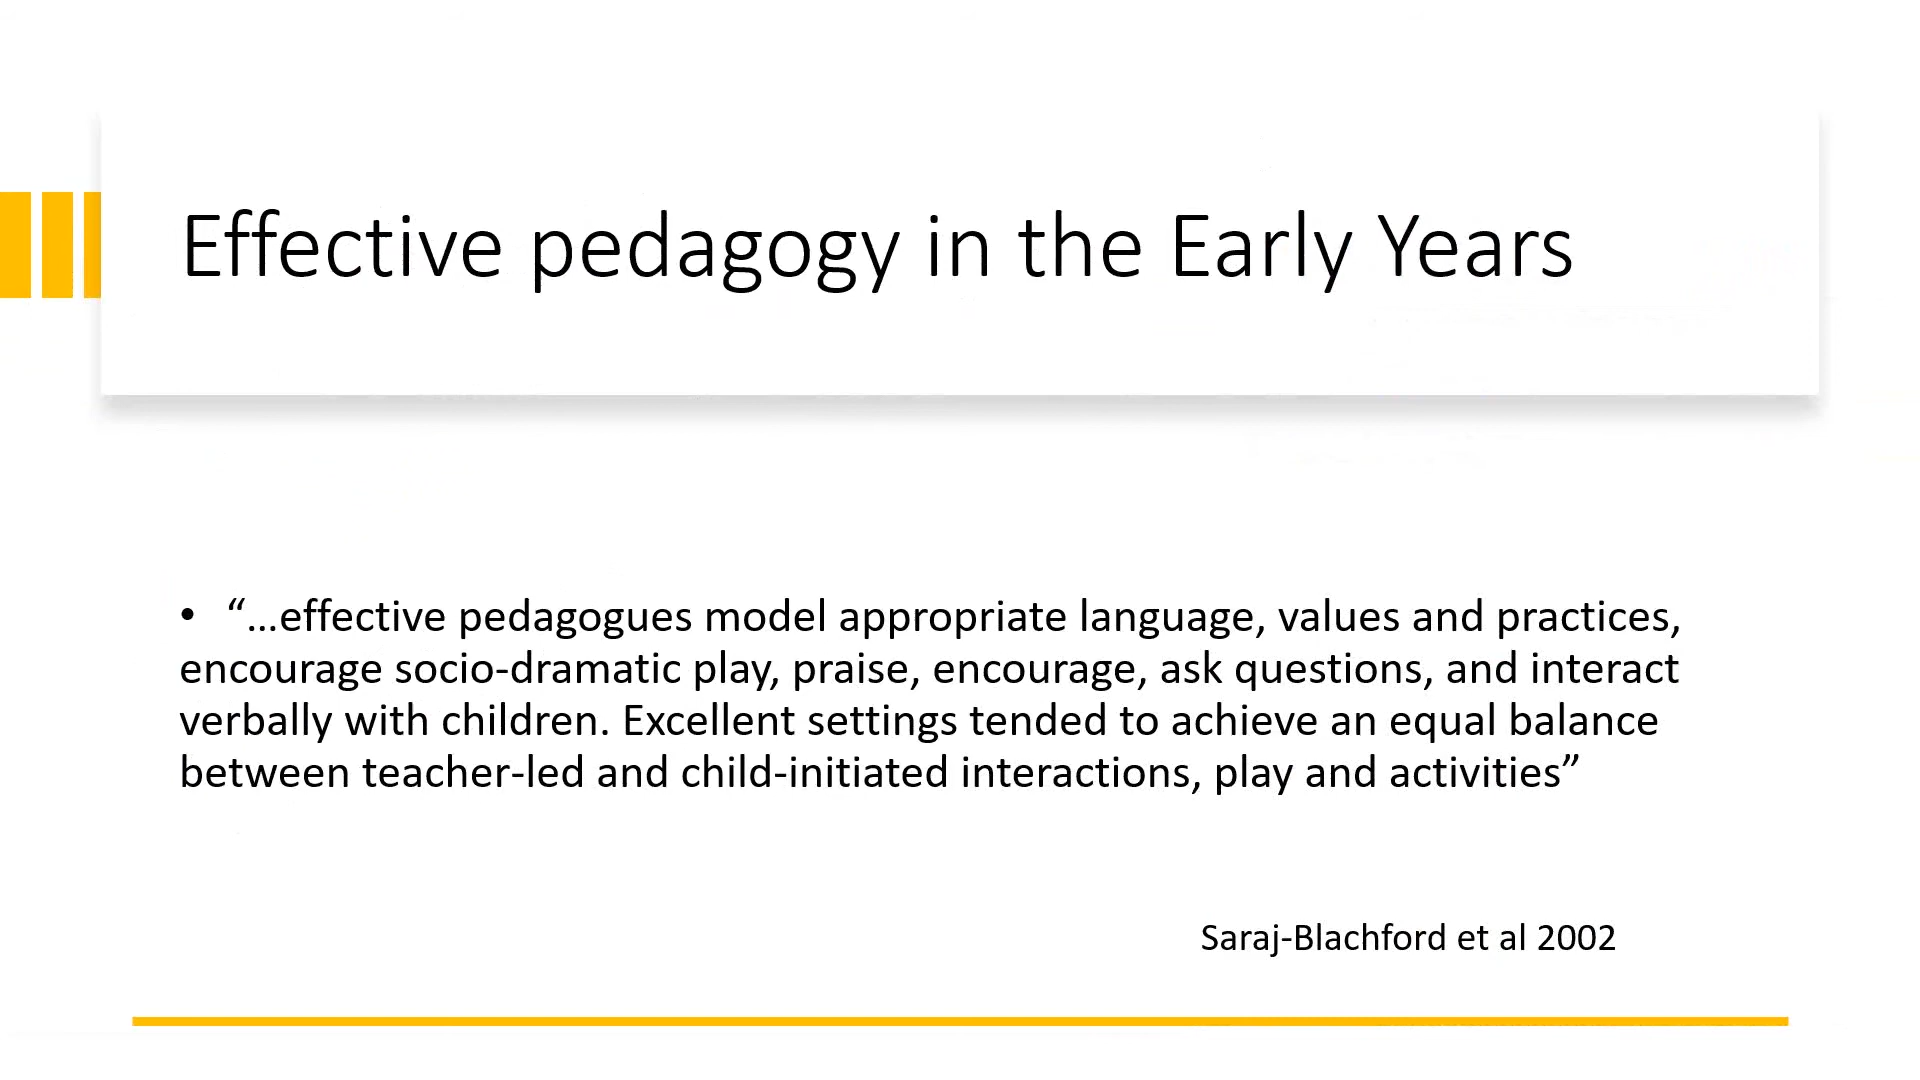 Effective pedagogy in the Early Years
• “…effective pedagogues model appropriate language, values and practices,
encourage socio-dramatic play, praise, encourage, ask questions, and interact
verbally with children. Excellent settings tended to achieve an equal balance
between teacher-led and child-initiated interactions, play and activities”
Saraj-Blachford et al 2002